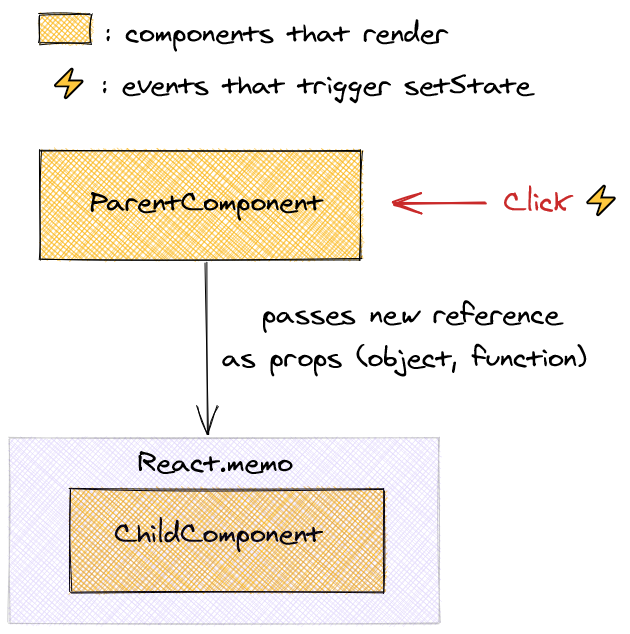 : components that render
: events that trigger setState
ParentComponent
Click
passes new reference
as props (object, function)
React.memo
ChildComponent